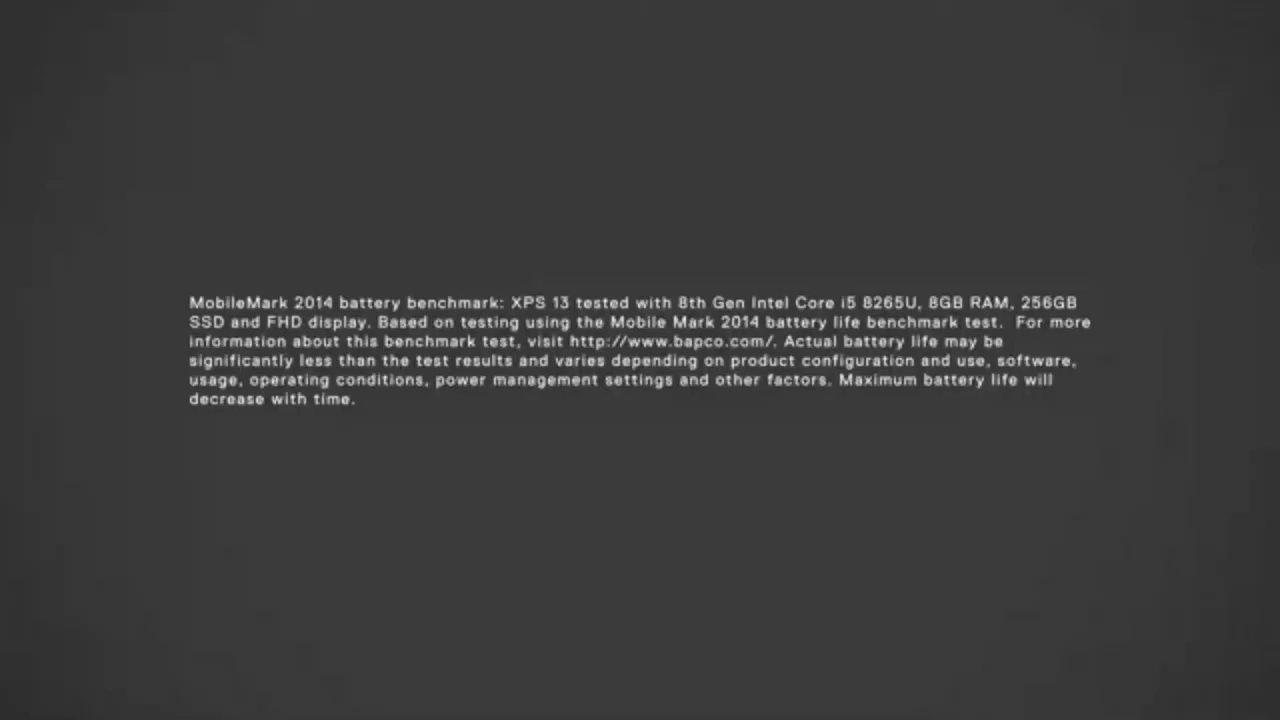 MobileMark 2014 battery benchmark: XPS 13 tested with 8th Gen Intel Core i5 8265U, 8GB RAM, 256GB
SSD and FHD display. Based on testing using the Mobile Mark 2014 battery life benchmark test.  For more
information about this benchmark test, visit http://www.bapco.com/. Actual battery life may be
significantly less than the test results and varies depending on product configuration and use, software,
usage, operating conditions, power management settings and other factors. Maximum battery life will
decrease with time.